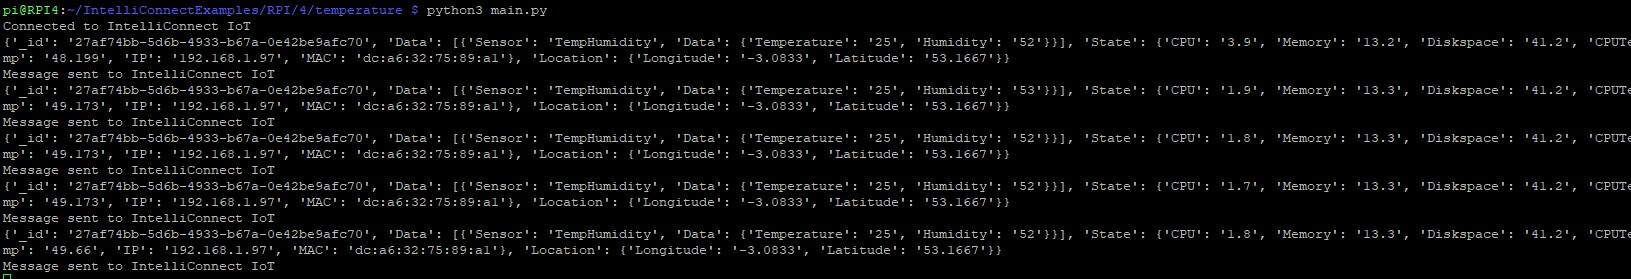 pi@RPI4:~/IntelliConnectExamples/RPI/4/temperature $ python3 main.py
Connected to IntelliConnect IoT
{'_id': '27af74bb-5d6b-4933-b67a-0e42be9afc70', 'Data': [{'Sensor': 'TempHumidity', 'Data': {'Temperature': '25', 'Humidity': '52'}}], 'State': {'CPU': '3.9', 'Memory': '13.2', 'Diskspace': '41.2', 'CPUTe
mp': '48.199', 'IP': '192.168.1.97', 'MAC': 'dc:a6:32:75:89:a1'}, 'Location': {'Longitude': '-3.0833', 'Latitude': '53.1667'}}
Message sent to IntelliConnect IoT
{'_id': '27af74bb-5d6b-4933-b67a-0e42be9afc70', 'Data': [{'Sensor': 'TempHumidity', 'Data': {'Temperature': '25', 'Humidity': '53'}}], 'State': {'CPU': '1.9', 'Memory': '13.3', 'Diskspace': '41.2', 'CPUTe
mp': '49.173', 'IP': '192.168.1.97', 'MAC': 'dc:a6:32:75:89:a1'}, 'Location': {'Longitude': '-3.0833', 'Latitude': '53.1667'}}
Message sent to IntelliConnect IoT
{'_id': '27af74bb-5d6b-4933-b67a-0e42be9afc70', 'Data': [{'Sensor': 'TempHumidity', 'Data': {'Temperature': '25', 'Humidity': '52'}}], 'State': {'CPU': '1.8', 'Memory': '13.3', 'Diskspace': '41.2', 'CPUTe
mp': '49.173', 'IP': '192.168.1.97', 'MAC': 'dc:a6:32:75:89:a1'}, 'Location': {'Longitude': '-3.0833', 'Latitude': '53.1667'}}
Message sent to IntelliConnect IoT
{'_id': '27af74bb-5d6b-4933-b67a-0e42be9afc70', 'Data': [{'Sensor': 'TempHumidity', 'Data': {'Temperature': '25', 'Humidity': '52'}}], 'State': {'CPU': '1.7', 'Memory': '13.3', 'Diskspace': '41.2', 'CPUTe
mp': '49.173', 'IP': '192.168.1.97', 'MAC': 'dc:a6:32:75:89:a1'}, 'Location': {'Longitude': '-3.0833', 'Latitude': '53.1667'}}
Message sent to IntelliConnect IoT
{'_id': '27af74bb-5d6b-4933-b67a-0e42be9afc70', 'Data': [{'Sensor': 'TempHumidity', 'Data': {'Temperature': '25', 'Humidity': '52'}}], 'State': {'CPU': '1.8', 'Memory': '13.3', 'Diskspace': '41.2', 'CPUTe
mp': '49.66', 'IP': '192.168.1.97', 'MAC': 'dc:a6:32:75:89:a1'}, 'Location': {'Longitude': '-3.0833', 'Latitude': '53.1667'}}
Message sent to IntelliConnect IoT